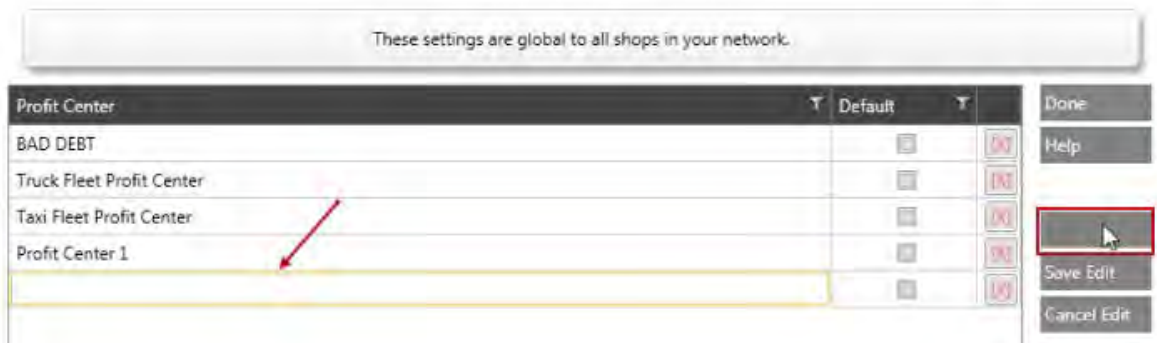 These settings are global to all shops in your network.
Profit Center Default
BAD DEBT [X]
Truck Fleet Profit Center [X]
Taxi Fleet Profit Center [X]
Profit Center 1 [X]
[X]
Done
Help
Save Edit
Cancel Edit